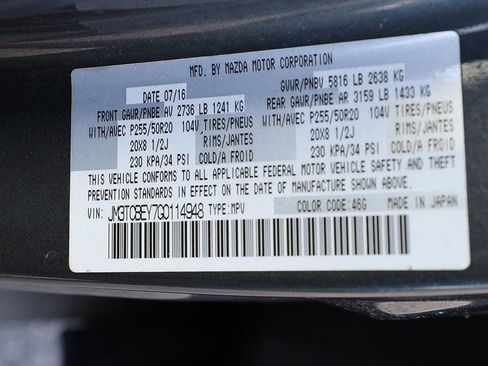 MFD. BY MAZDA MOTOR CORPORATION
DATE 07/16 GVWR/PNBV 5816 LB 2638 KG
FRONT GAWR/PNBE AV 2736 LB 1241 KG REAR GAWR/PNBE AR 3159 LB 1433 KG
WITH/AVEC P255/50R20 104V TIRES/PNEUS WITH/AVEC P255/50R20 104V TIRES/PNEUS
20X8 1/2J RIMS/JANTES 20X8 1/2J RIMS/JANTES
230 KPA/34 PSI COLD/A FROID 230 KPA/34 PSI COLD/A FROID
THIS VEHICLE CONFORMS TO ALL APPLICABLE FEDERAL MOTOR VEHICLE SAFETY AND THEFT
PREVENTION STANDARDS IN EFFECT ON THE DATE OF MANUFACTURE SHOWN ABOVE.
VIN: JM3TCBEY7G0114948 TYPE: MPV COLOR CODE: 46G MADE IN JAPAN